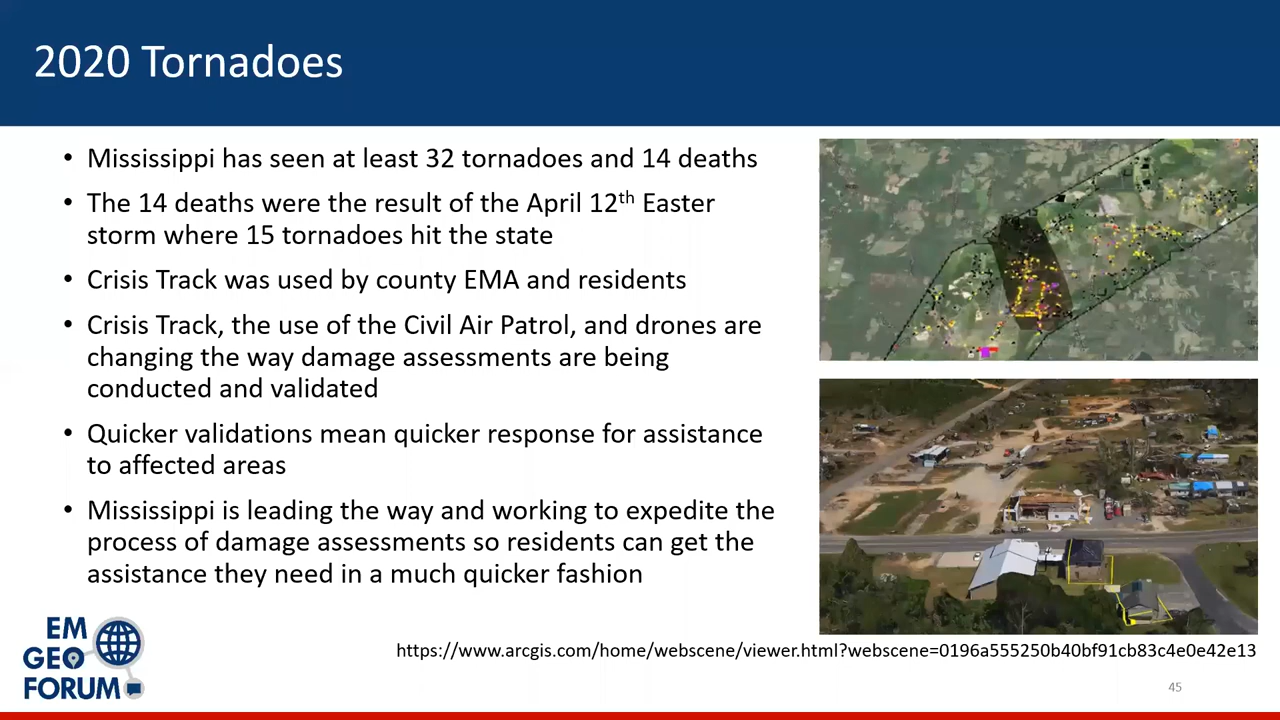 2020 Tornadoes
• Mississippi has seen at least 32 tornadoes and 14 deaths
• The 14 deaths were the result of the April 12th Easter
storm where 15 tornadoes hit the state
• Crisis Track was used by county EMA and residents
• Crisis Track, the use of the Civil Air Patrol, and drones are
changing the way damage assessments are being
conducted and validated
• Quicker validations mean quicker response for assistance
to affected areas
• Mississippi is leading the way and working to expedite the
process of damage assessments so residents can get the
assistance they need in a much quicker fashion
EM
GEO
FORUM
https://www.arcgis.com/home/webscene/viewer.html?webscene=0196a555250b40bf91cb83c4e0e42e13
45